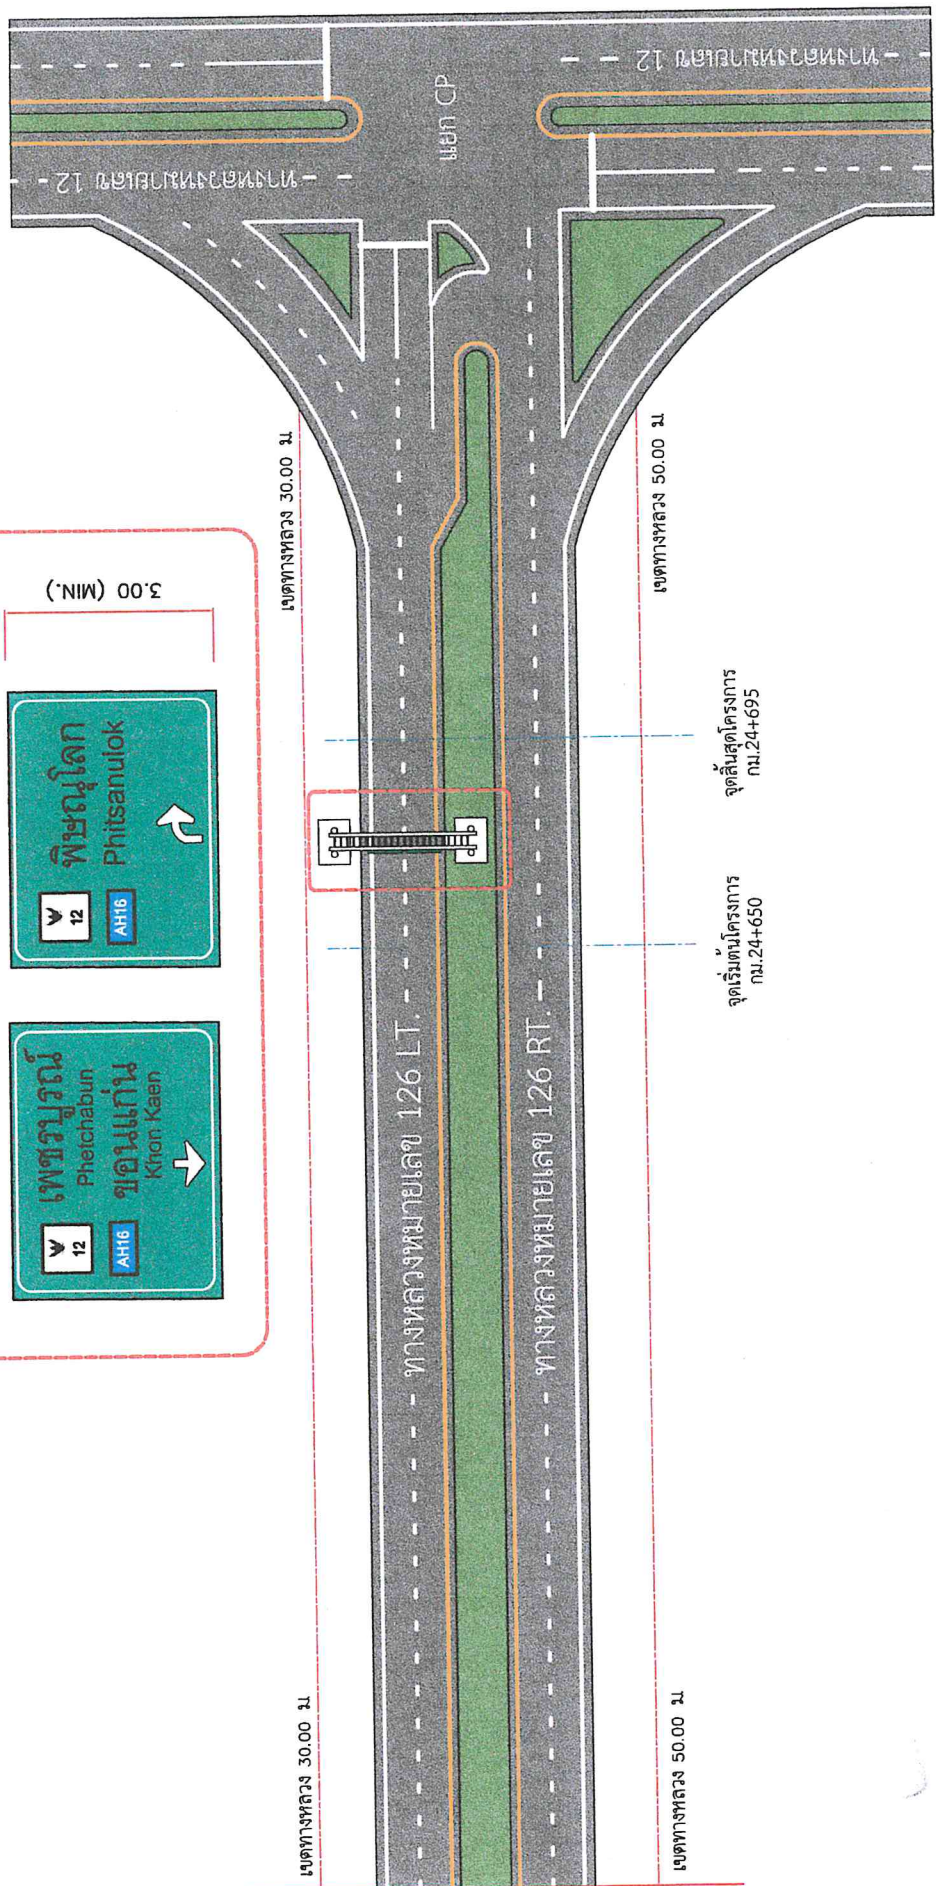 ทางหลวงหมายเลข 12
ทางหลวงหมายเลข 12
แยก CP
เขตทางหลวง 30.00 ม
เขตทางหลวง 50.00 ม
3.00 (MIN.)
12
พิษณุโลก
AH16
Phitsanulok
12
เพชรบูรณ์
Phetchabun
AH16
ขอนแก่น
Khon Kaen
จุดสิ้นสุดโครงการ
กม.24+695
จุดเริ่มต้นโครงการ
กม.24+650
ทางหลวงหมายเลข 126 LT.
ทางหลวงหมายเลข 126 RT.
เขตทางหลวง 30.00 ม
เขตทางหลวง 50.00 ม